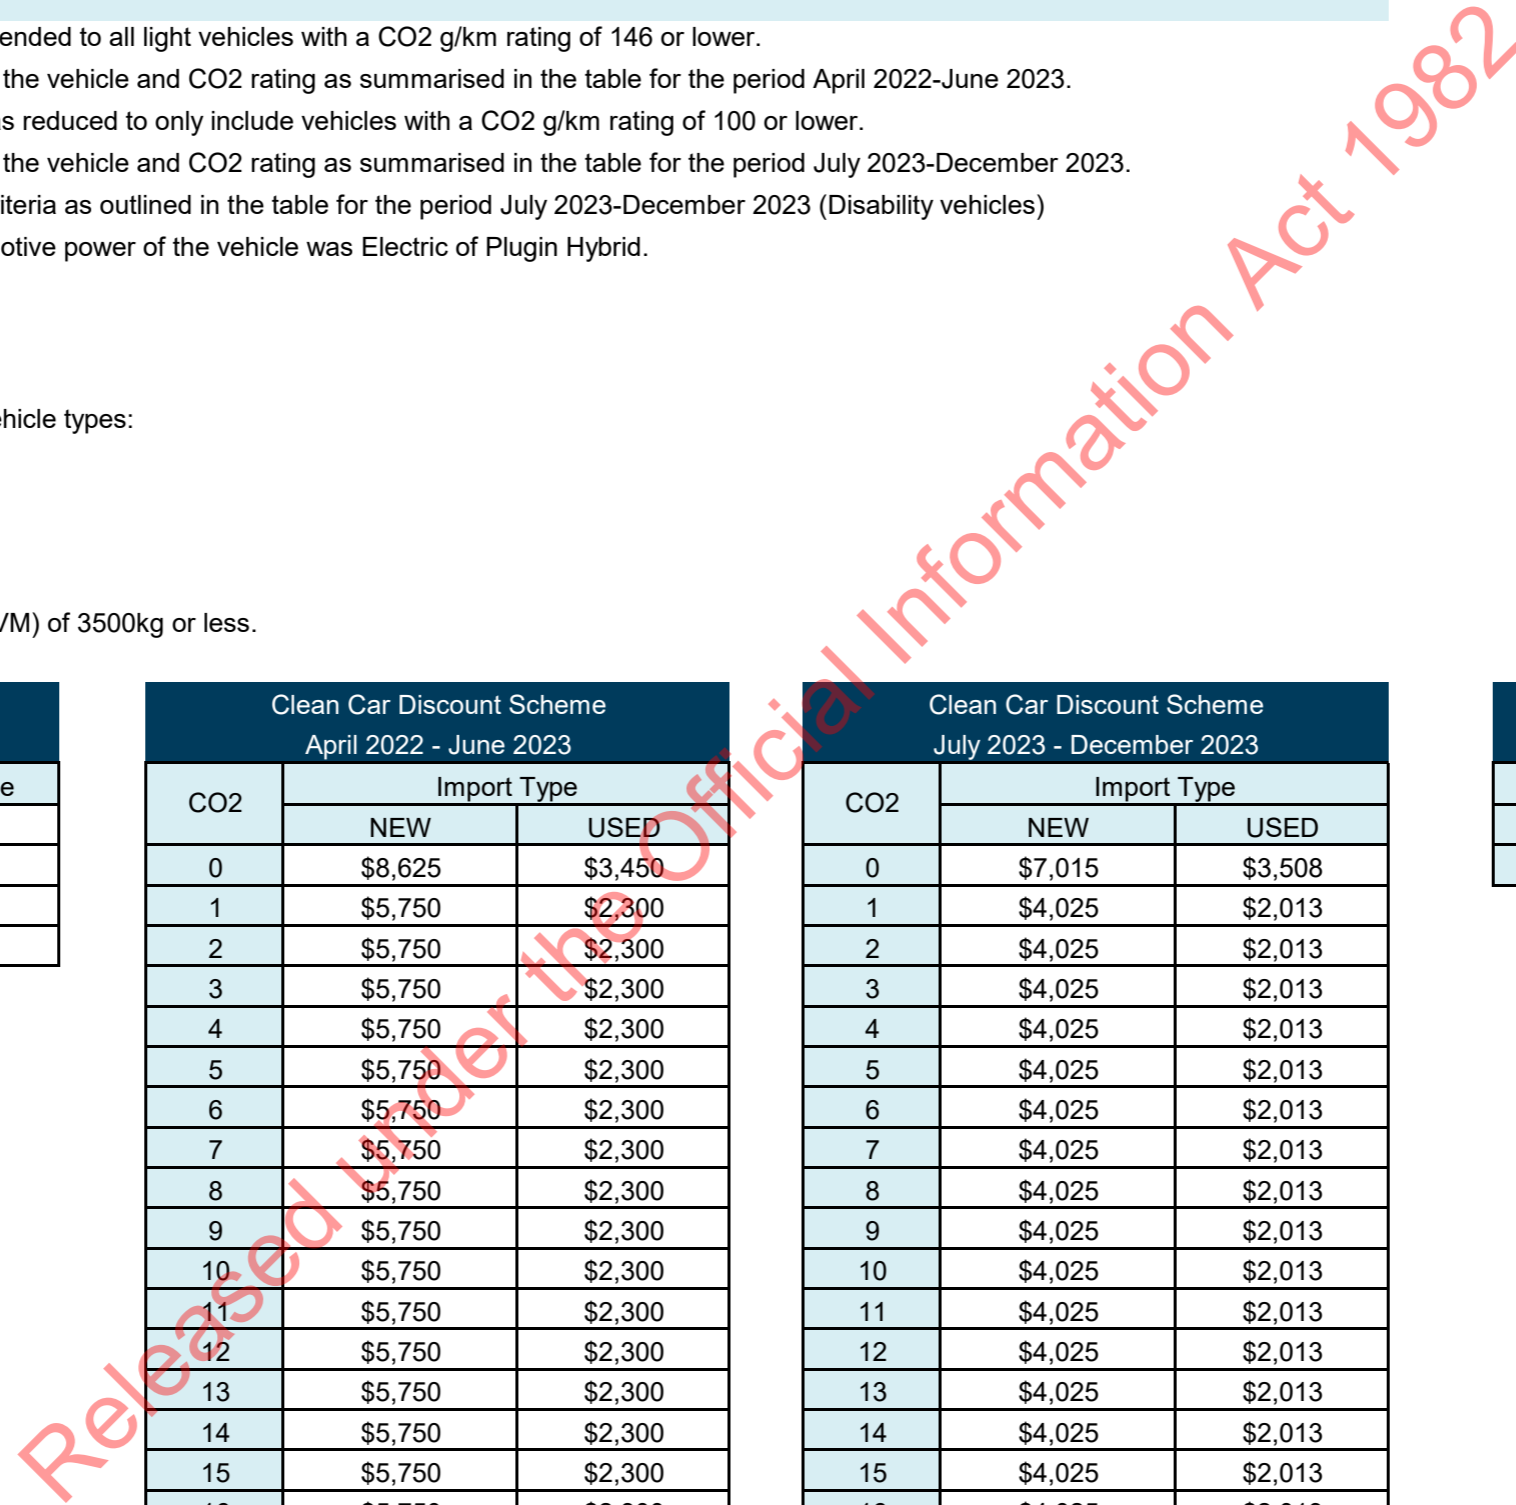 ended to all light vehicles with a CO2 g/km rating of 146 or lower.
the vehicle and CO2 rating as summarised in the table for the period April 2022-June 2023.
s reduced to only include vehicles with a CO2 g/km rating of 100 or lower.
the vehicle and CO2 rating as summarised in the table for the period July 2023-December 2023.
iteria as outlined in the table for the period July 2023-December 2023 (Disability vehicles)
otive power of the vehicle was Electric of Plugin Hybrid.
hicle types:
VM) of 3500kg or less.
e
Clean Car Discount Scheme
April 2022 - June 2023
CO2 Import Type
NEW USED
0 $8,625 $3,450
1 $5,750 $2,300
2 $5,750 $2,300
3 $5,750 $2,300
4 $5,750 $2,300
5 $5,750 $2,300
6 $5,750 $2,300
7 $5,750 $2,300
8 $5,750 $2,300
9 $5,750 $2,300
10 $5,750 $2,300
11 $5,750 $2,300
12 $5,750 $2,300
13 $5,750 $2,300
14 $5,750 $2,300
15 $5,750 $2,300
Clean Car Discount Scheme
July 2023 - December 2023
CO2 Import Type
NEW USED
0 $7,015 $3,508
1 $4,025 $2,013
2 $4,025 $2,013
3 $4,025 $2,013
4 $4,025 $2,013
5 $4,025 $2,013
6 $4,025 $2,013
7 $4,025 $2,013
8 $4,025 $2,013
9 $4,025 $2,013
10 $4,025 $2,013
11 $4,025 $2,013
12 $4,025 $2,013
13 $4,025 $2,013
14 $4,025 $2,013
15 $4,025 $2,013
Released under the Official Information Act 1982